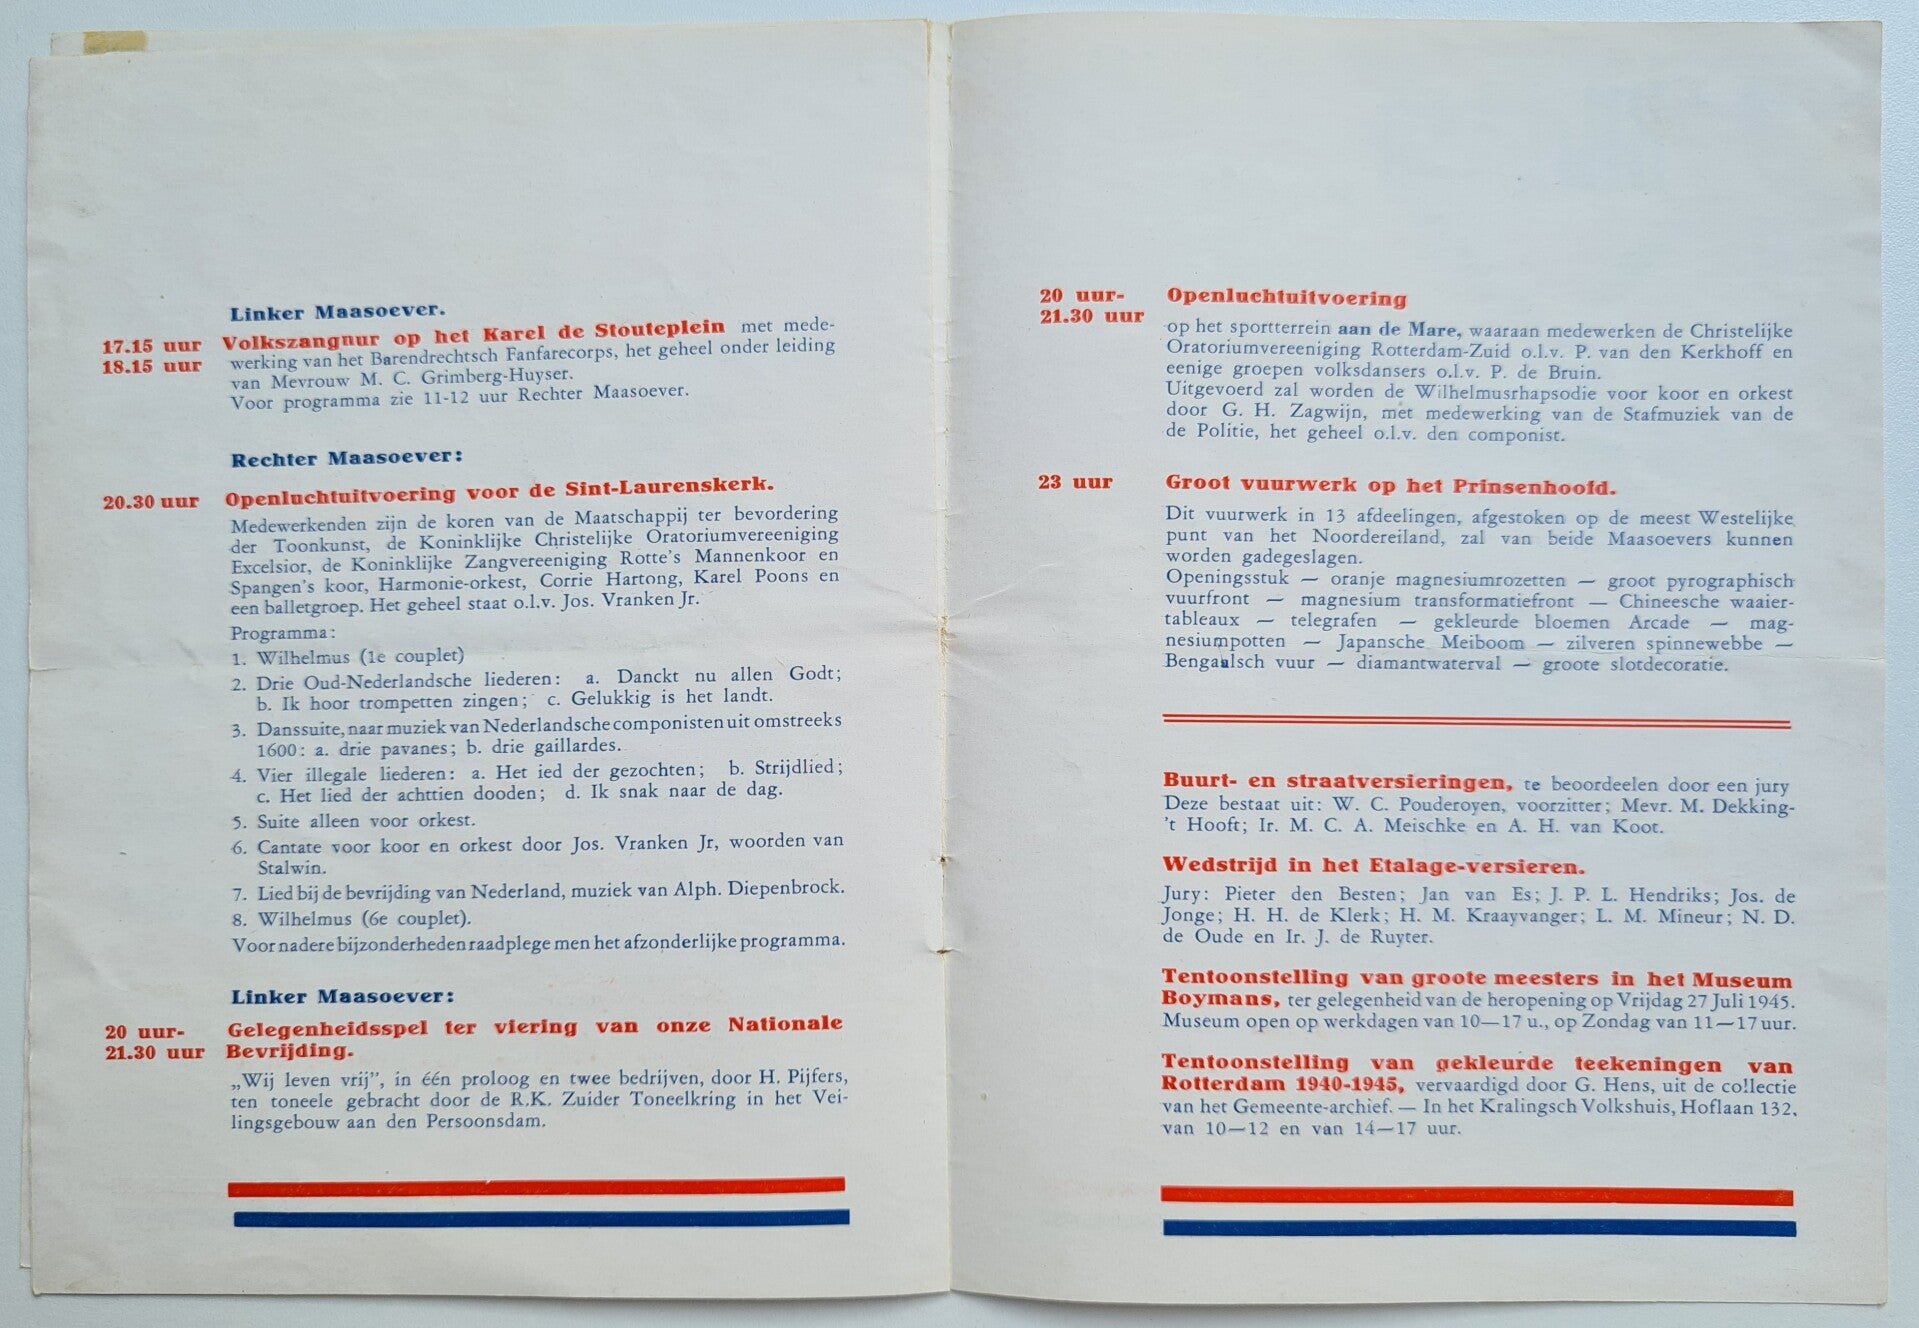 Linker Maasoever.
17.15 uur Volkszanguur op het Karel de Stouteplein met mede-
18.15 uur werking van het Barendrechtsch Fanfarecorps, het geheel onder leiding
van Mevrouw M. C. Grimberg-Huyser.
Voor programma zie 11-12 uur Rechter Maasoever.
Rechter Maasoever:
20.30 uur Openluchtuitvoering voor de Sint-Laurenskerk.
Medewerkenden zijn de koren van de Maatschappij ter bevordering
der Toonkunst, de Koninklijke Christelijke Oratoriumvereeniging
Excelsior, de Koninklijke Zangvereeniging Rotte's Mannenkoor en
Spangen's koor, Harmonie-orkest, Corrie Hartong, Karel Poons en
een balletgroep. Het geheel staat o.l.v. Jos. Vranken Jr.
Programma:
1. Wilhelmus (1e couplet)
2. Drie Oud-Nederlandsche liederen: a. Danckt nu allen Godt;
b. Ik hoor trompetten zingen; c. Gelukkig is het landt.
3. Danssuite, naar muziek van Nederlandsche componisten uit omstreeks
1600: a. drie pavanes; b. drie gaillardes.
4. Vier illegale liederen: a. Het ied der gezochten; b. Strijdlied;
c. Het lied der achttien dooden; d. Ik snak naar de dag.
5. Suite alleen voor orkest.
6. Cantate voor koor en orkest door Jos. Vranken Jr, woorden van
Stalwin.
7. Lied bij de bevrijding van Nederland, muziek van Alph. Diepenbrock.
8. Wilhelmus (6e couplet).
Voor nadere bijzonderheden raadplege men het afzonderlijke programma.
Linker Maasoever:
20 uur- Gelegenheidsspel ter viering van onze Nationale
21.30 uur Bevrijding.
„Wij leven vrij”, in één proloog en twee bedrijven, door H. Pijfers,
ten toneele gebracht door de R.K. Zuider Toneelkring in het Vei-
lingsgebouw aan den Persoonsdam.
20 uur- Openluchtuitvoering
21.30 uur
op het sportterrein aan de Mare, waaraan medewerken de Christelijke
Oratoriumvereeniging Rotterdam-Zuid o.l.v. P. van den Kerkhoff en
eenige groepen volksdansers o.l.v. P. de Bruin.
Uitgevoerd zal worden de Wilhelmusrhapsodie voor koor en orkest
door G. H. Zagwijn, met medewerking van de Stafmuziek van de
de Politie, het geheel o.l.v. den componist.
23 uur Groot vuurwerk op het Prinsenhoofd.
Dit vuurwerk in 13 afdeelingen, afgestoken op de meest Westelijke
punt van het Noordereiland, zal van beide Maasoevers kunnen
worden gadegeslagen.
Openingsstuk — oranje magnesiumrozetten — groot pyrographisch
vuurfront — magnesium transformatiefront — Chineesche waaier-
tableaux — telegrafen — gekleurde bloemen Arcade — mag-
nesiumpotten — Japansche Meiboom — zilveren spinnewebbe —
Bengaalsch vuur — diamantwaterval — groote slotdecoratie.
Buurt- en straatversieringen, te beoordeelen door een jury
Deze bestaat uit: W. C. Pouderoyen, voorzitter; Mevr. M. Dekking-
't Hooft; Ir. M. C. A. Meischke en A. H. van Koot.
Wedstrijd in het Etalage-versieren.
Jury: Pieter den Besten; Jan van Es; J. P. L. Hendriks; Jos. de
Jonge; H. H. de Klerk; H. M. Kraayvanger; L. M. Mineur; N. D.
de Oude en Ir. J. de Ruyter.
Tentoonstelling van groote meesters in het Museum
Boymans, ter gelegenheid van de heropening op Vrijdag 27 Juli 1945.
Museum open op werkdagen van 10—17 u., op Zondag van 11—17 uur.
Tentoonstelling van gekleurde teekeningen van
Rotterdam 1940-1945, vervaardigd door G. Hens, uit de collectie
van het Gemeente-archief. — In het Kralingsch Volkshuis, Hoflaan 132,
van 10—12 en van 14—17 uur.